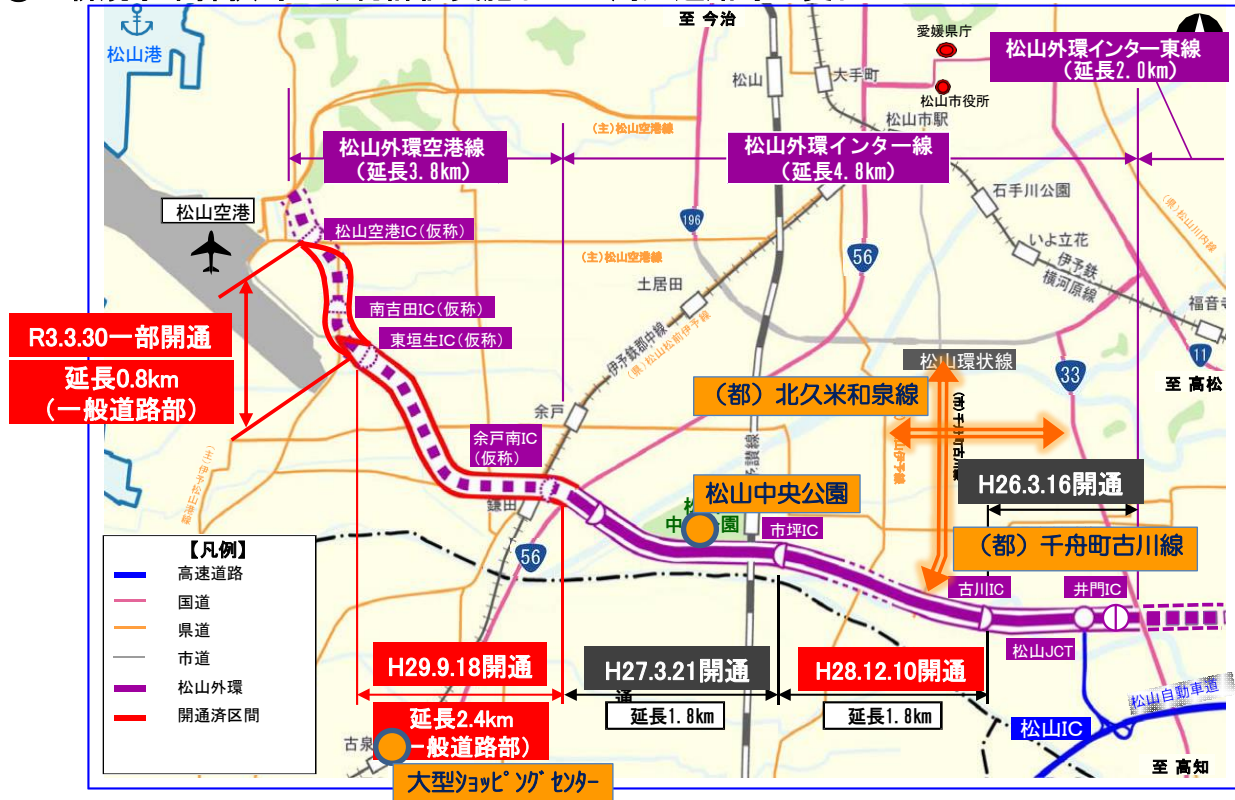 至 今治
松山港
愛媛県庁
松山市役所
松山外環インター東線
(延長2.0km)
松山
大手町
松山市駅
(主)松山空港線
松山外環空港線
(延長3.8km)
松山外環インター線
(延長4.8km)
石手川公園
(県)松山川内線
松山空港
松山空港IC(仮称)
196
56
いよ立花
伊予鉄
横河原線
(主)松山空港線
土居田
福音寺
南吉田IC(仮称)
東垣生IC(仮称)
伊予鉄郡中線
(県)松山松前伊予線
R3.3.30一部開通
延長0.8km
(一般道路部)
松山環状線
33
11
至 高松
(都)北久米和泉線
余戸
余戸南IC
(仮称)
(主)伊予松山港線
松山中央公園
市坪IC
H26.3.16開通
(都)千舟町古川線
鎌田
56
古川IC
井門IC
松山JCT
【凡例】
高速道路
国道
県道
市道
松山外環
開通済区間
H29.9.18開通
H27.3.21開通
H28.12.10開通
延長2.4km
一般道路部)
延長1.8km
延長1.8km
松山自動車道
松山IC
古泉
大型ショッピングセンター
至 高知